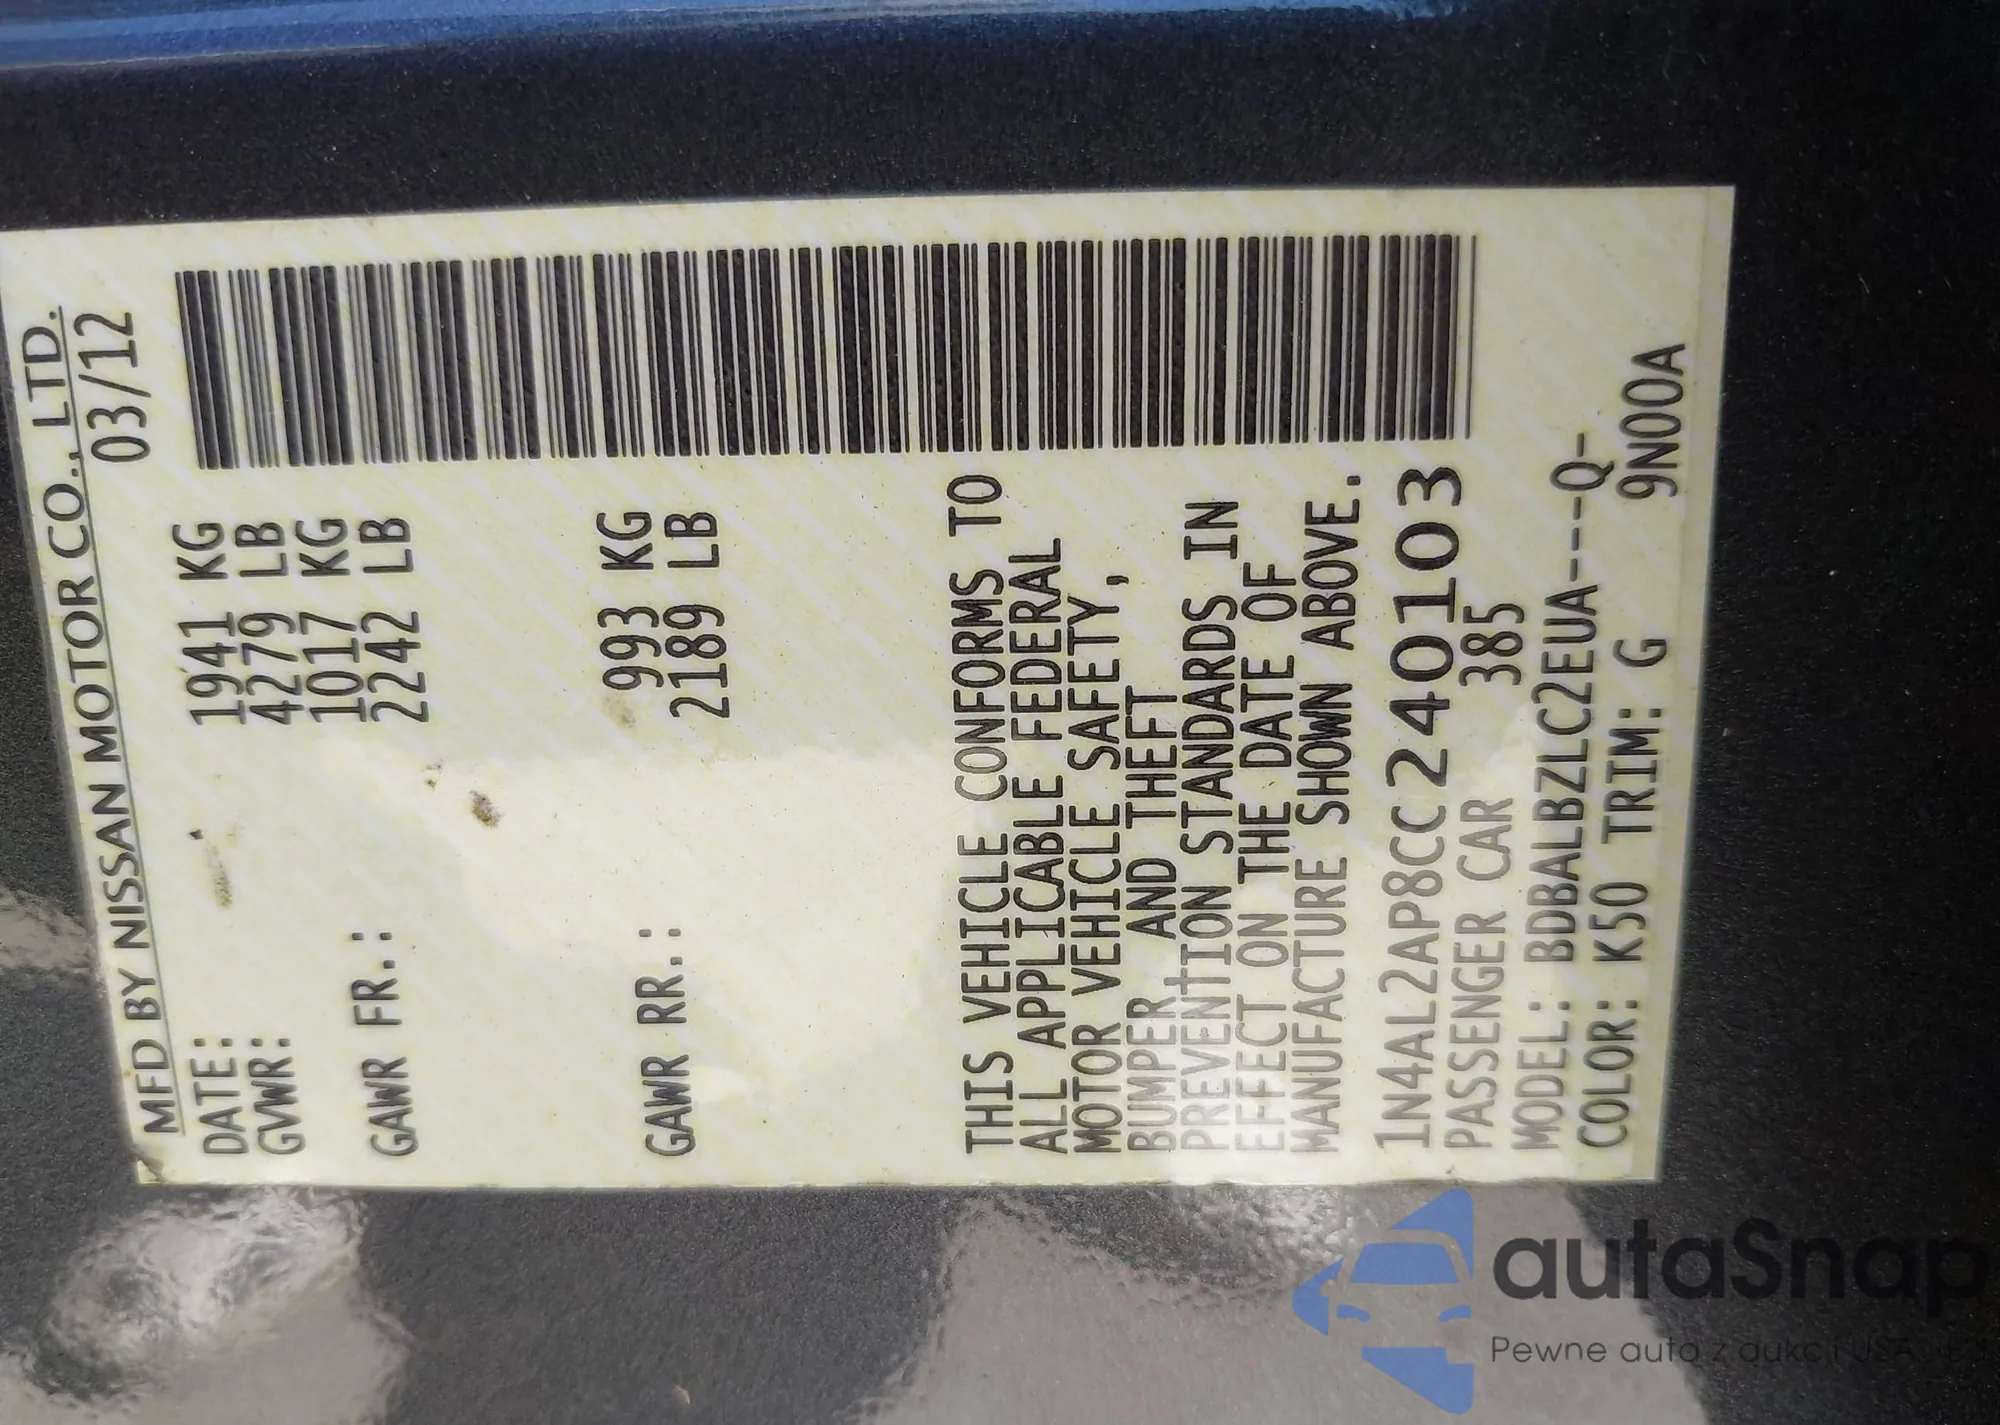 MFD BY NISSAN MOTOR CO., LTD.
DATE: 03/12
GVWR: 1941 KG
4279 LB
GAWR FR.: 1017 KG
2242 LB
GAWR RR.: 993 KG
2189 LB
THIS VEHICLE CONFORMS TO
ALL APPLICABLE FEDERAL
MOTOR VEHICLE SAFETY,
BUMPER AND THEFT
PREVENTION STANDARDS IN
EFFECT ON THE DATE OF
MANUFACTURE SHOWN ABOVE.
1N4AL2AP8CC240103
PASSENGER CAR 385
MODEL: BDBALBZLC2EUA----Q-
COLOR: K50 TRIM: G 9N00A
autaSnap
Pewne auta z aukcji USA